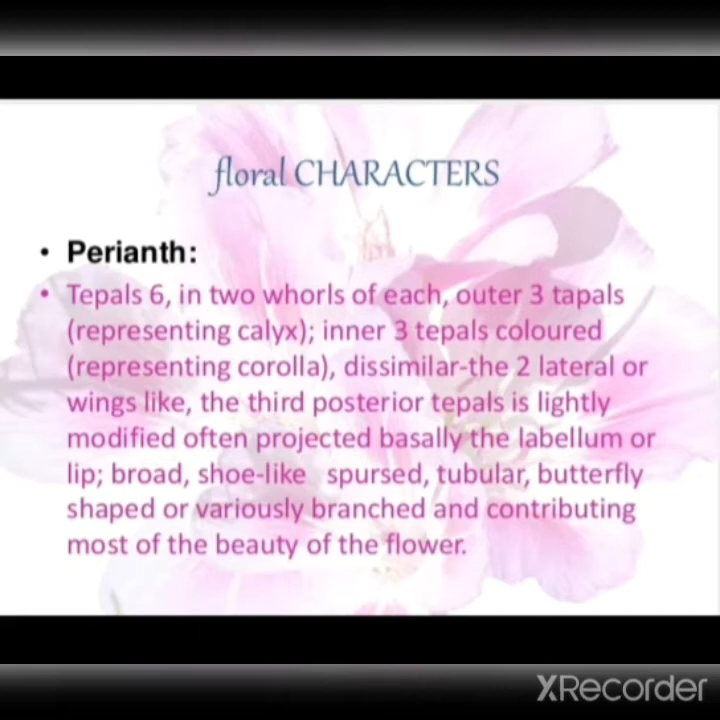 floral CHARACTERS
• Perianth:
• Tepals 6, in two whorls of each, outer 3 tapals
(representing calyx); inner 3 tepals coloured
(representing corolla), dissimilar-the 2 lateral or
wings like, the third posterior tepals is lightly
modified often projected basally the labellum or
lip; broad, shoe-like spursed, tubular, butterfly
shaped or variously branched and contributing
most of the beauty of the flower.
XRecorder